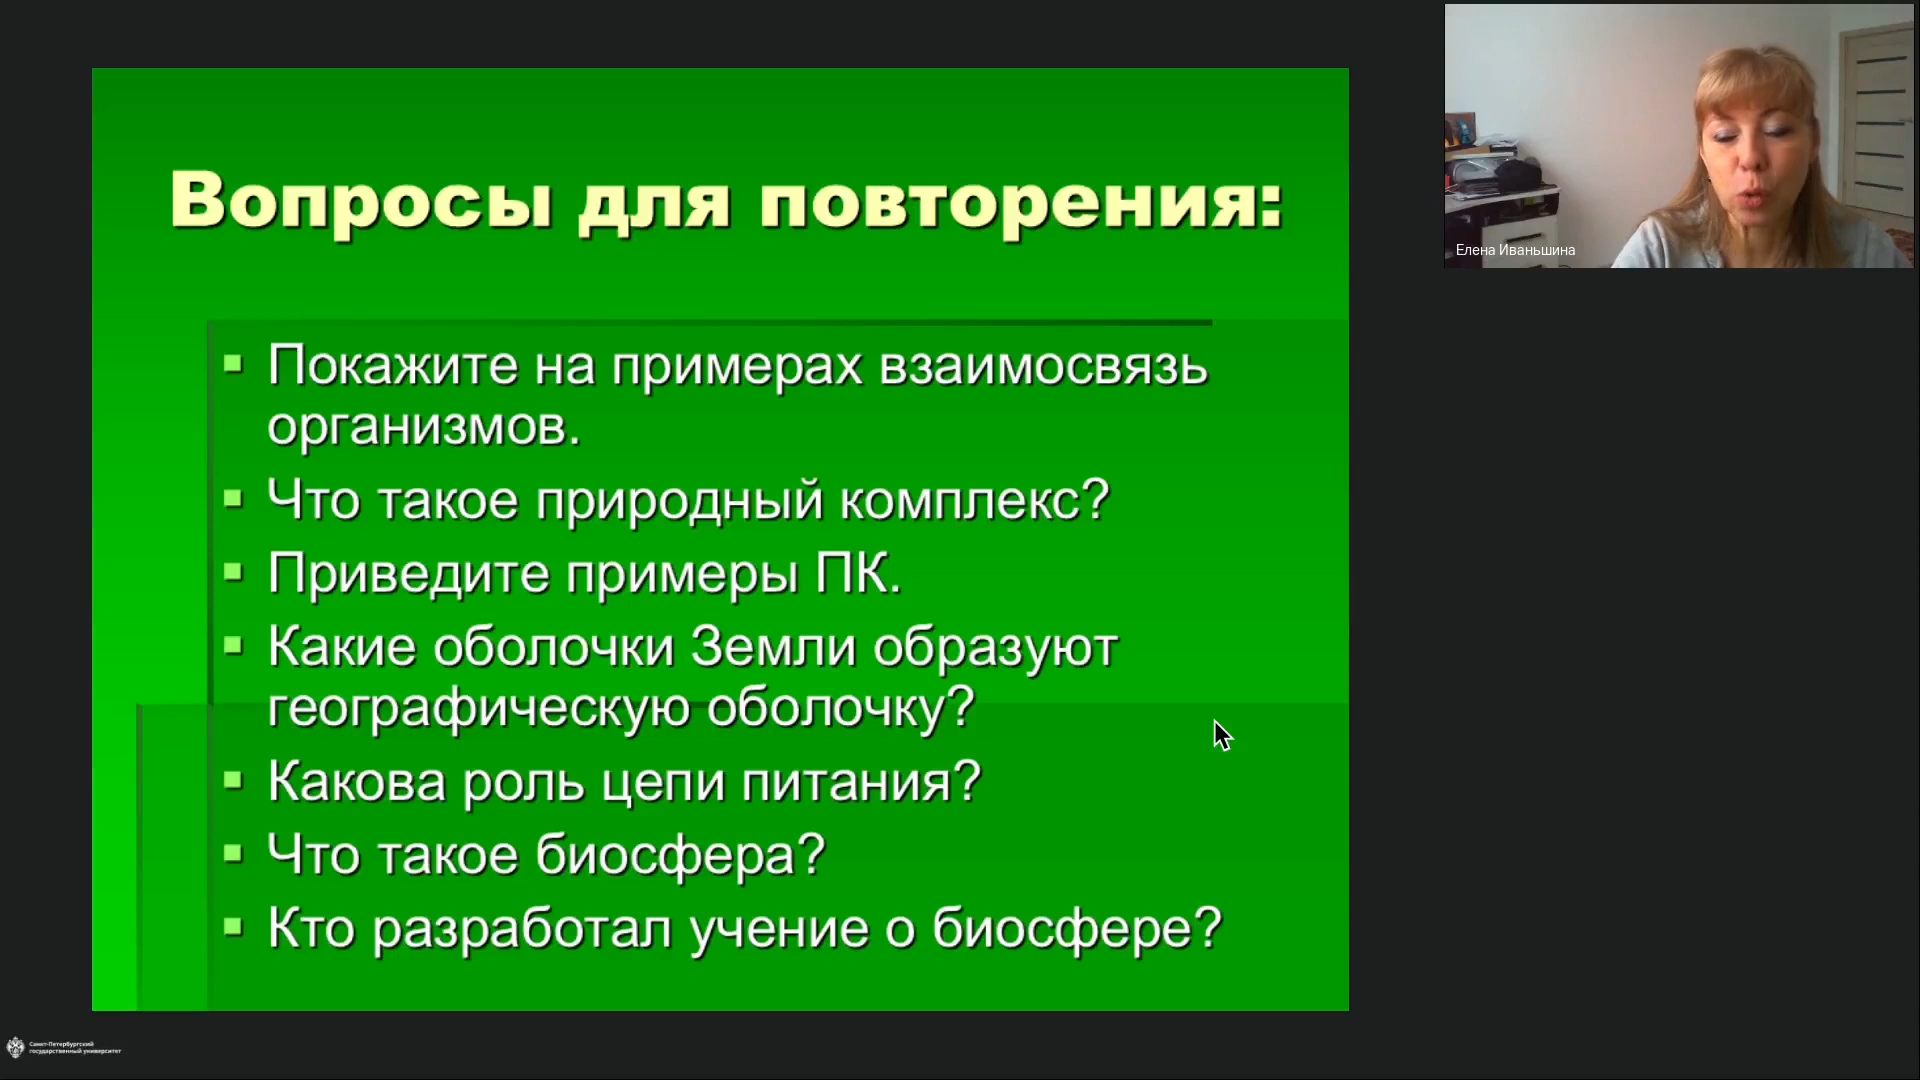 Вопросы для повторения:
Покажите на примерах взаимосвязь
организмов.
Что такое природный комплекс?
Приведите примеры ПК.
Какие оболочки Земли образуют
географическую оболочку?
Какова роль цепи питания?
Что такое биосфера?
Кто разработал учение о биосфере?
Елена Иваньшина
Санкт-Петербургский
государственный университет